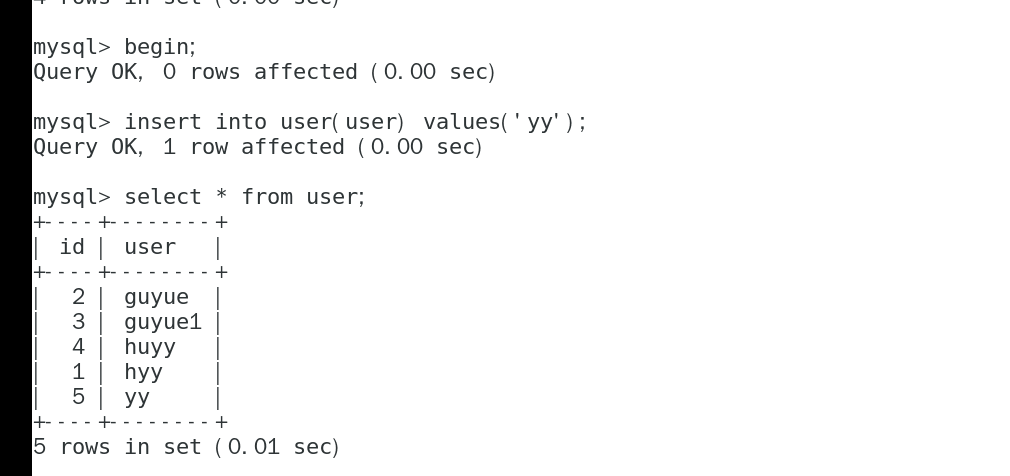 4 rows in set (0.00 sec)
mysql> begin;
Query OK, 0 rows affected (0.00 sec)
mysql> insert into user(user) values('yy');
Query OK, 1 row affected (0.00 sec)
mysql> select * from user;
+----+--------+
| id | user   |
+----+--------+
|  2 | guyue  |
|  3 | guyue1 |
|  4 | huyy   |
|  1 | hyy    |
|  5 | yy     |
+----+--------+
5 rows in set (0.01 sec)